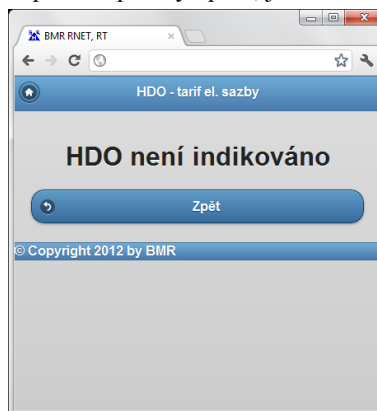 BMR RNET, RT
HDO - tarif el. sazby
HDO není indikováno
Zpět
© Copyright 2012 by BMR